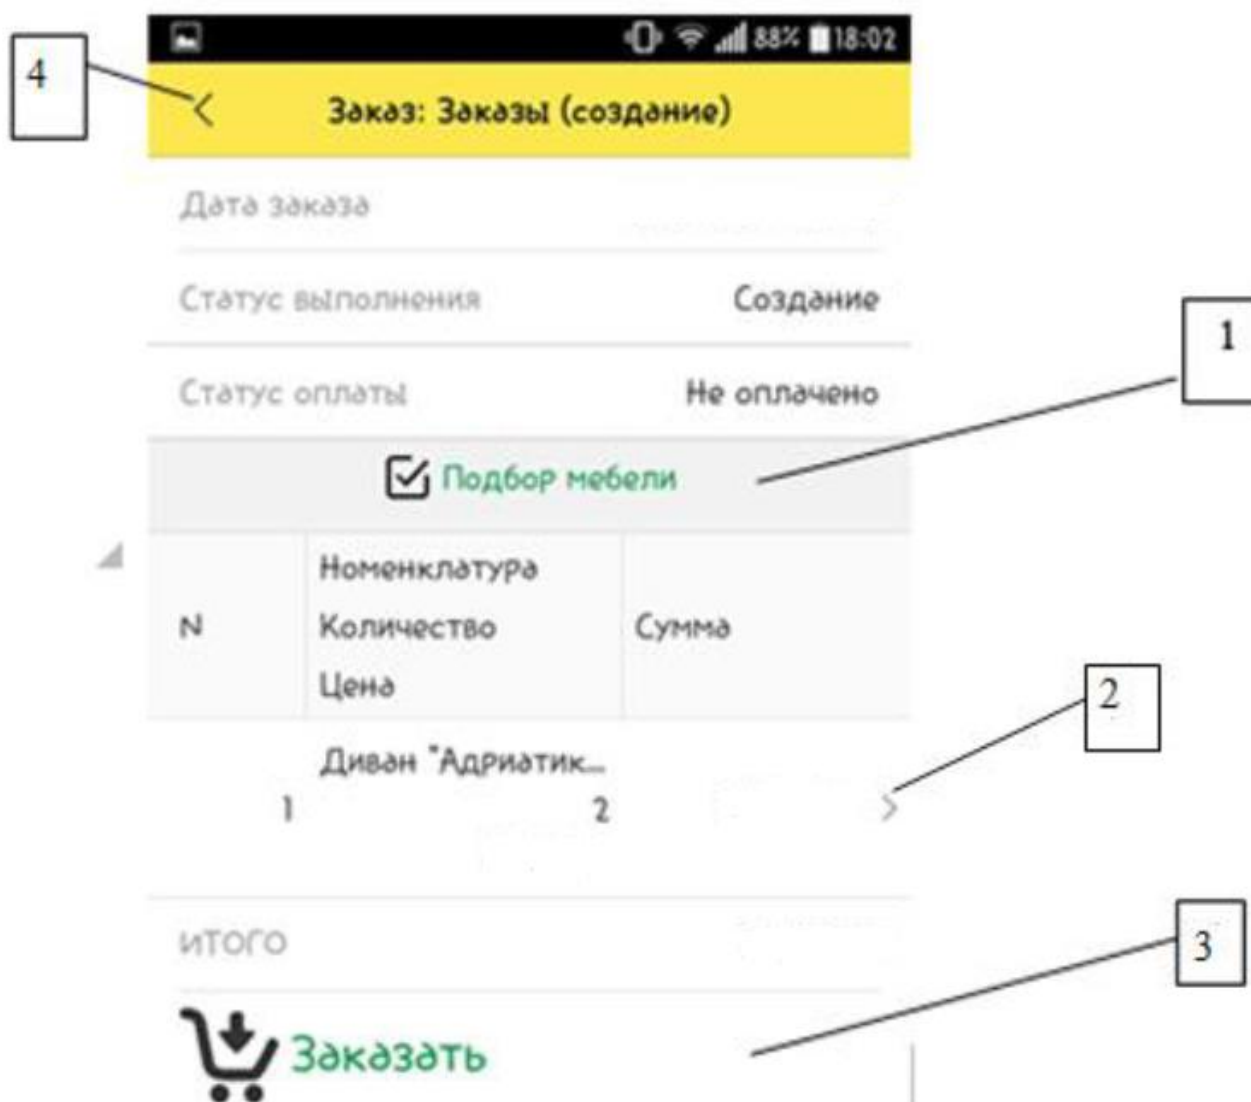 88% 18:02
4
Заказ: Заказы (создание)
Дата заказа
Статус выполнения Создание
1
Статус оплаты Не оплачено
Подбор мебели
Номенклатура
N Количество Сумма
Цена
2
Диван "Адриатик...
1 2
ИТОГО
3
Заказать